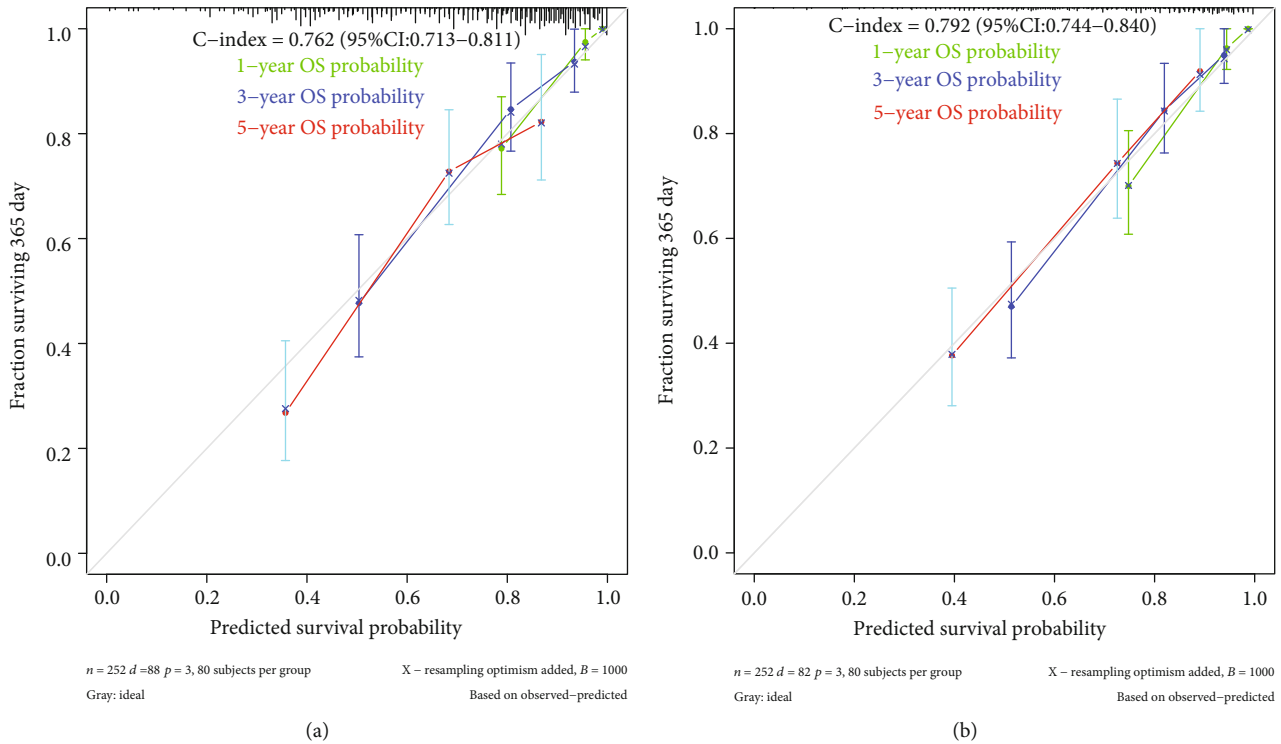 C−index = 0.762 (95%CI:0.713−0.811)
1−year OS probability
3−year OS probability
5−year OS probability
Fraction surviving 365 day
1.0
0.8
0.6
0.4
0.2
0.0
0.0 0.2 0.4 0.6 0.8 1.0
Predicted survival probability
n = 252 d =88 p = 3, 80 subjects per group
X − resampling optimism added, B = 1000
Gray: ideal
Based on observed−predicted
(a)
C−index = 0.792 (95%CI:0.744−0.840)
1−year OS probability
3−year OS probability
5−year OS probability
Fraction surviving 365 day
1.0
0.8
0.6
0.4
0.2
0.0
0.0 0.2 0.4 0.6 0.8 1.0
Predicted survival probability
n = 252 d = 82 p = 3, 80 subjects per group
X − resampling optimism added, B = 1000
Gray: ideal
Based on observed−predicted
(b)